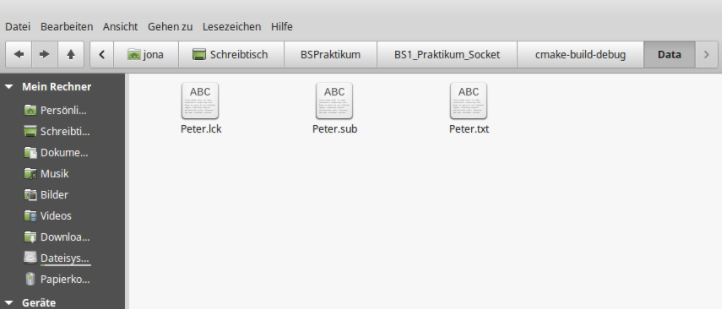 Datei Bearbeiten Ansicht Gehen zu Lesezeichen Hilfe
jona Schreibtisch BSPraktikum BS1_Praktikum_Socket cmake-build-debug Data
Mein Rechner
Persönli...
Schreibti...
Dokume...
Musik
Bilder
Videos
Downloa...
Dateisys...
Papierko...
Geräte
ABC ABC ABC
Peter.lck Peter.sub Peter.txt